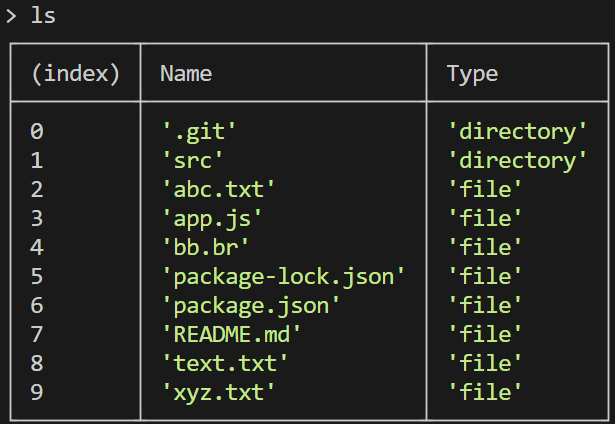 > ls
(index) Name Type
0 '.git' 'directory'
1 'src' 'directory'
2 'abc.txt' 'file'
3 'app.js' 'file'
4 'bb.br' 'file'
5 'package-lock.json' 'file'
6 'package.json' 'file'
7 'README.md' 'file'
8 'text.txt' 'file'
9 'xyz.txt' 'file'